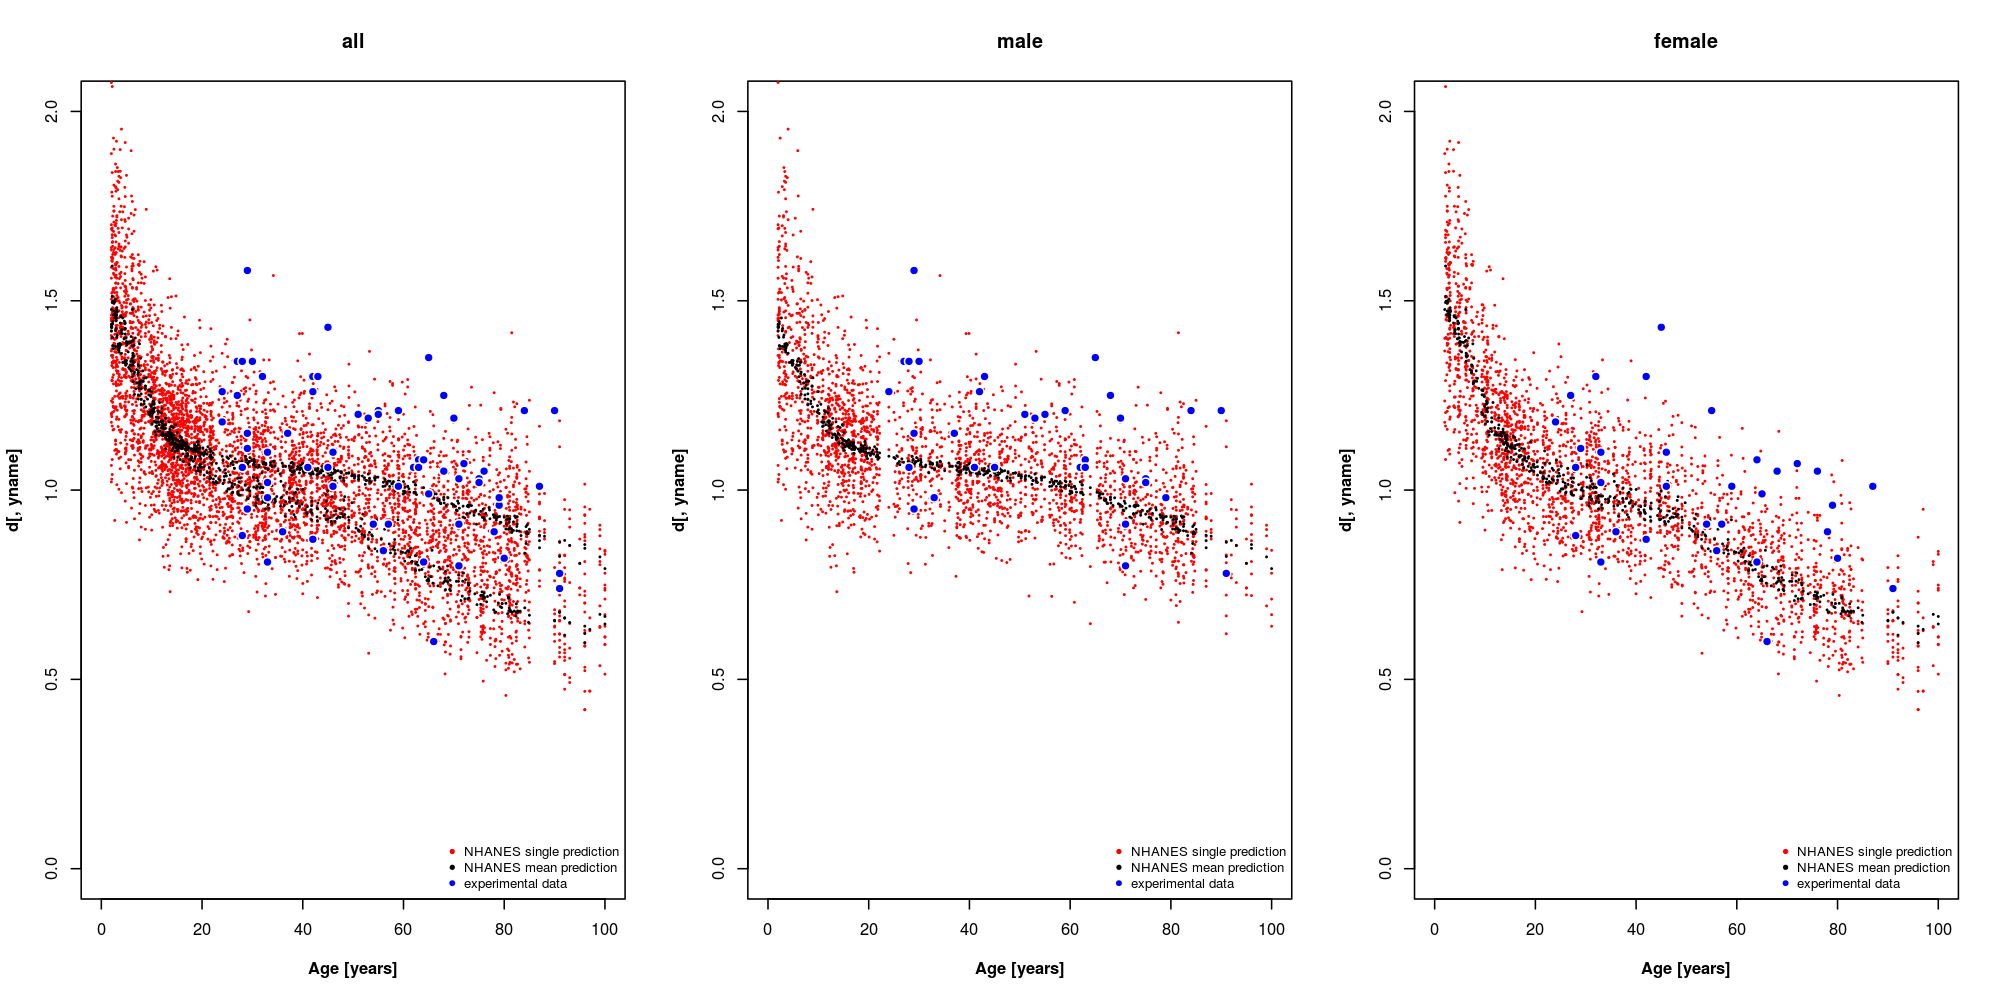 all
male
female
d[, yname]
2.0
1.5
1.0
0.5
0.0
NHANES single prediction
NHANES mean prediction
experimental data
0 20 40 60 80 100
Age [years]
d[, yname]
2.0
1.5
1.0
0.5
0.0
NHANES single prediction
NHANES mean prediction
experimental data
0 20 40 60 80 100
Age [years]
d[, yname]
2.0
1.5
1.0
0.5
0.0
NHANES single prediction
NHANES mean prediction
experimental data
0 20 40 60 80 100
Age [years]